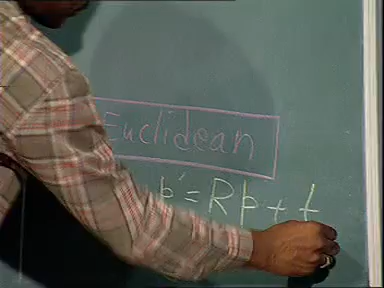 Euclidean
p' = Rp + t